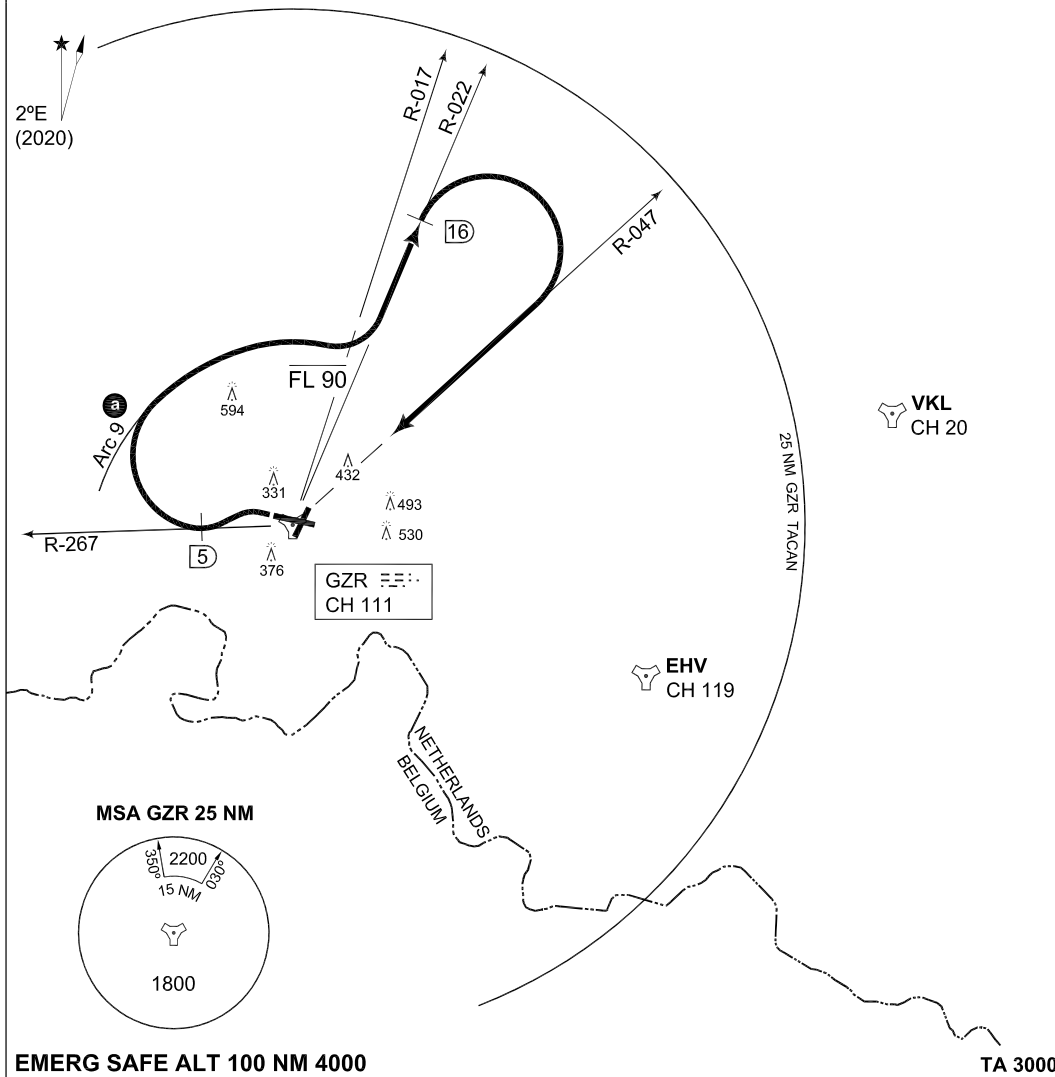 2ºE
(2020)
R-017
R-022
16
R-047
FL 90
594
a
Arc 9
432
331
493
530
R-267
5
376
GZR
CH 111
VKL
CH 20
25 NM GZR TACAN
EHV
CH 119
NETHERLANDS
BELGIUM
MSA GZR 25 NM
350º
2200
030º
15 NM
1800
EMERG SAFE ALT 100 NM 4000
TA 3000